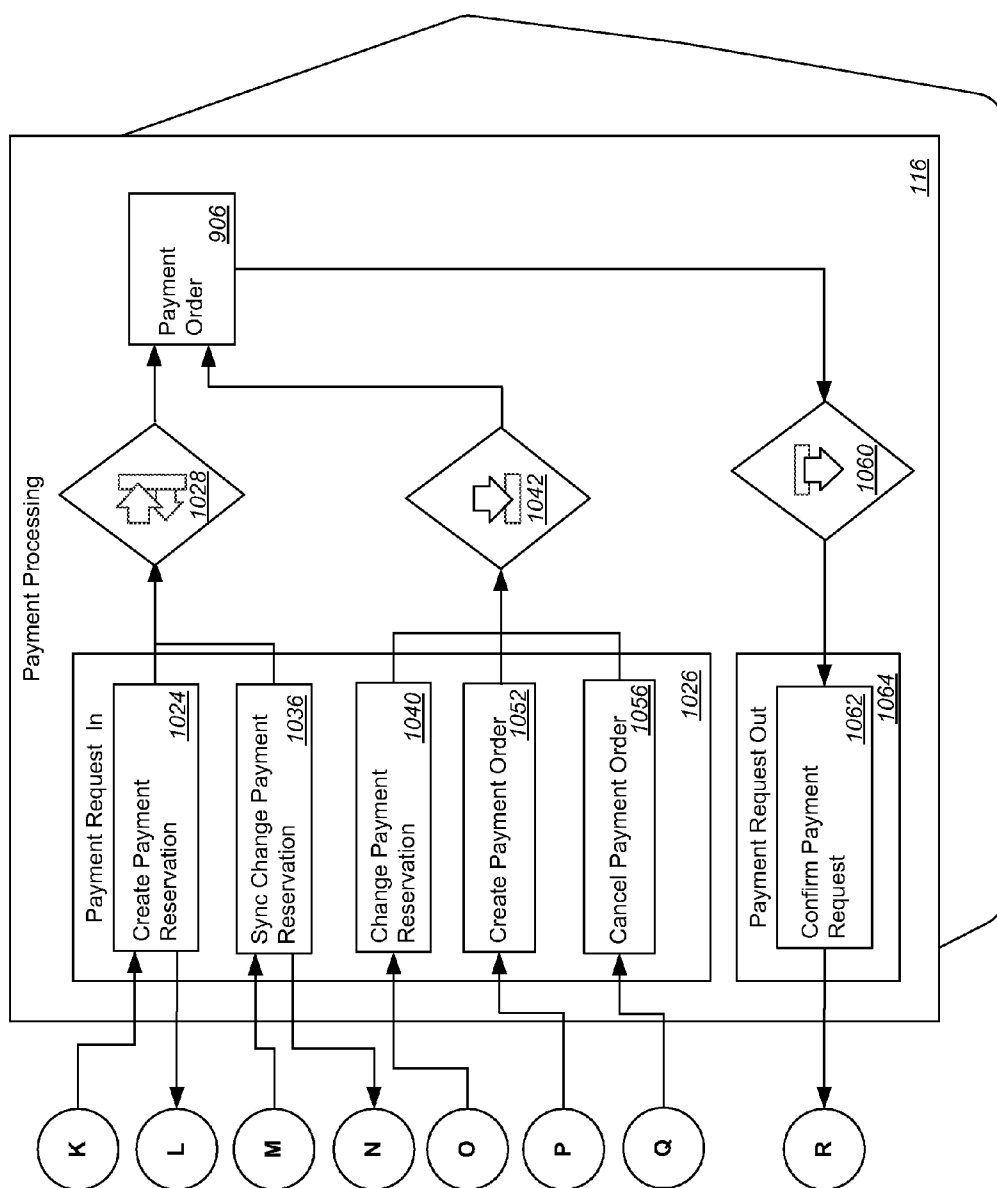 Payment Processing
Payment Request In
Create Payment
Reservation
1024
Sync Change Payment
Reservation
1036
Change Payment
Reservation
1040
Create Payment Order
1052
Cancel Payment Order
1056
1026
Payment Request Out
Confirm Payment
Request
1062
1064
1028
1042
1060
Payment
Order
906
116
K
L
M
N
O
P
Q
R